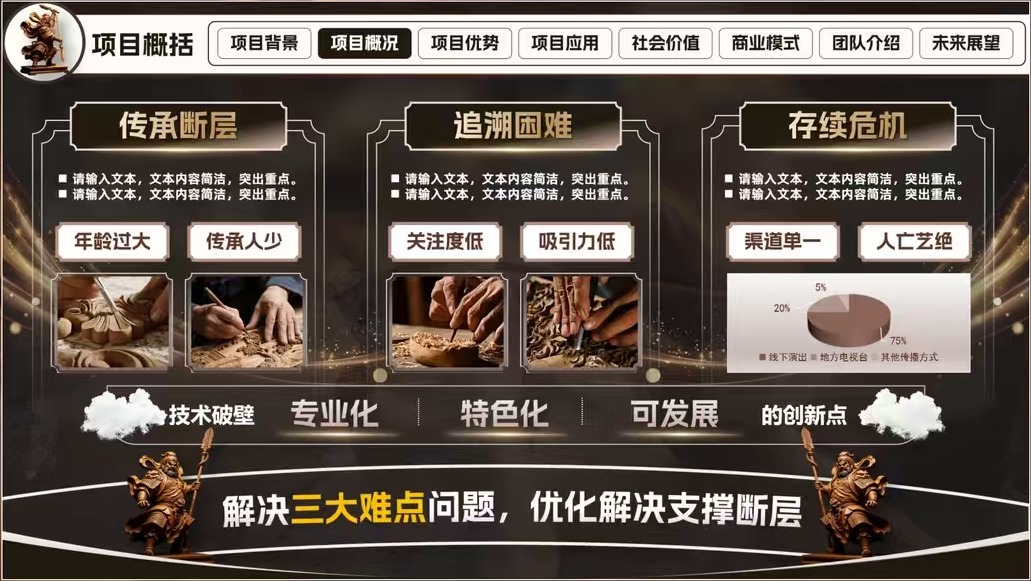 项目概括
项目背景
项目概况
项目优势
项目应用
社会价值
商业模式
团队介绍
未来展望
传承断层
■ 请输入文本，文本内容简洁，突出重点。
■ 请输入文本，文本内容简洁，突出重点。
年龄过大
传承人少
追溯困难
■ 请输入文本，文本内容简洁，突出重点。
■ 请输入文本，文本内容简洁，突出重点。
关注度低
吸引力低
存续危机
■ 请输入文本，文本内容简洁，突出重点。
■ 请输入文本，文本内容简洁，突出重点。
渠道单一
人亡艺绝
5%
20%
75%
■ 线下演出 ■ 地方电视台 ■ 其他传播方式
技术破壁 专业化 特色化 可发展 的创新点
解决三大难点问题，优化解决支撑断层